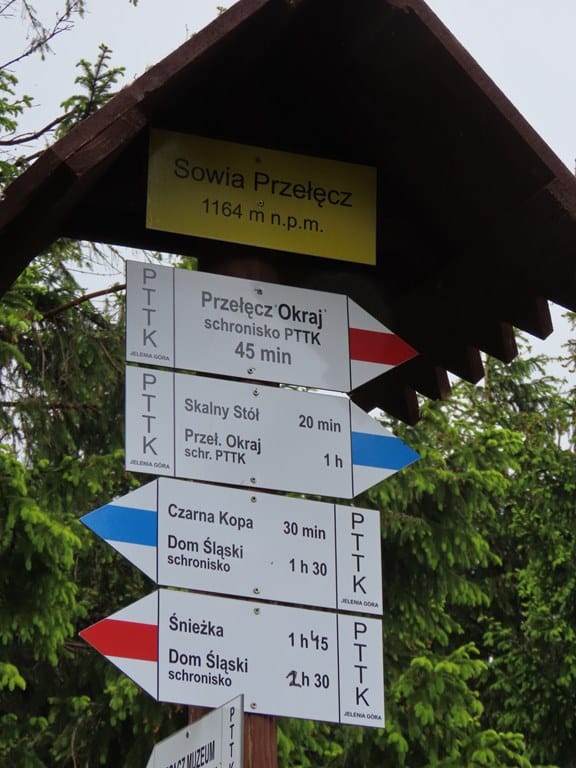 Sowia Przełęcz
1164 m n.p.m.
PTTK
JELENIA GÓRA
Przełęcz Okraj
schronisko PTTK
45 min
PTTK
JELENIA GÓRA
Skalny Stół 20 min
Przeł. Okraj
schr. PTTK 1 h
Czarna Kopa 30 min
Dom Śląski
schronisko 1 h 30
PTTK
JELENIA GÓRA
Śnieżka 1 h 45
Dom Śląski
schronisko 2h 30
PTTK
JELENIA GÓRA
MUZEUM
PTTK